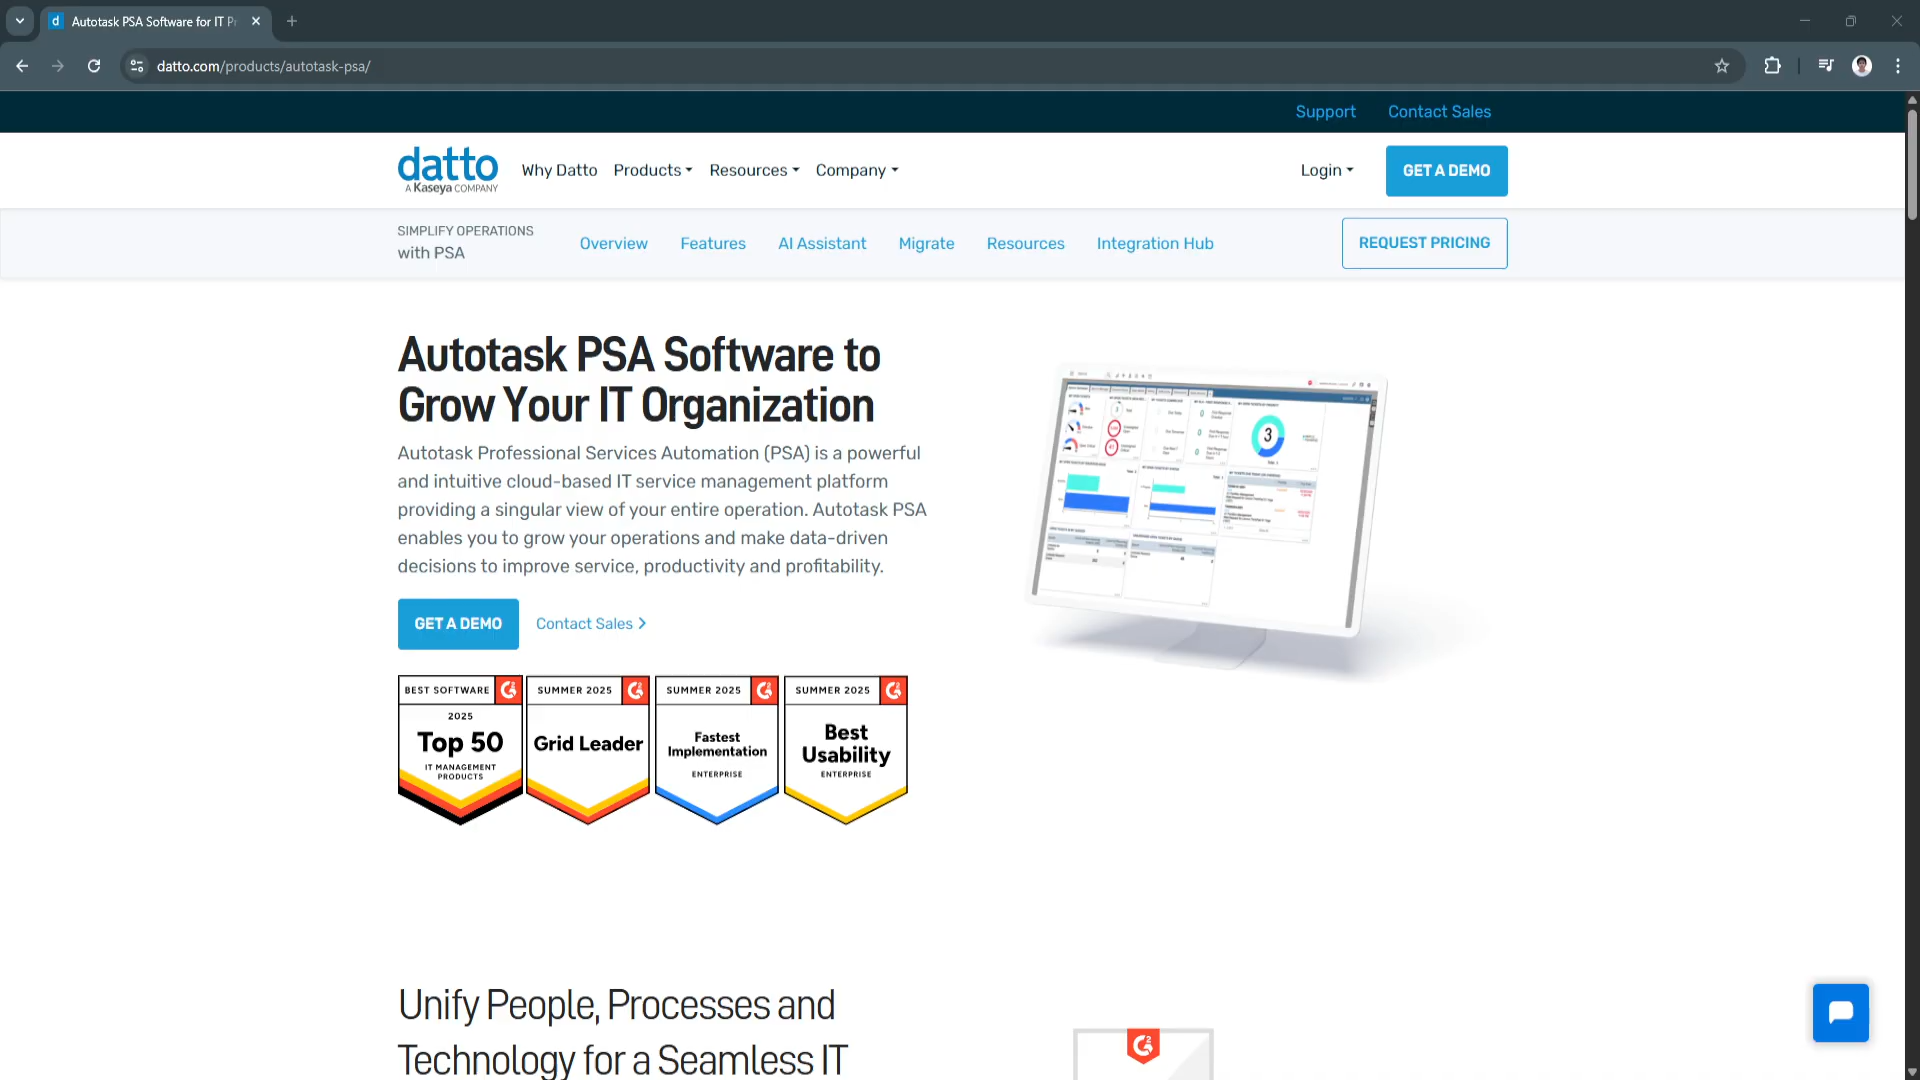 Autotask PSA Software for IT Pr
datto.com/products/autotask-psa/
Support
Contact Sales
datto
A Kaseya COMPANY
Why Datto
Products
Resources
Company
Login
GET A DEMO
SIMPLIFY OPERATIONS
with PSA
Overview
Features
AI Assistant
Migrate
Resources
Integration Hub
REQUEST PRICING
Autotask PSA Software to
Grow Your IT Organization
Autotask Professional Services Automation (PSA) is a powerful
and intuitive cloud-based IT service management platform
providing a singular view of your entire operation. Autotask PSA
enables you to grow your operations and make data-driven
decisions to improve service, productivity and profitability.
GET A DEMO
Contact Sales
BEST SOFTWARE
2025
Top 50
IT MANAGEMENT
PRODUCTS
SUMMER 2025
Grid Leader
SUMMER 2025
Fastest
Implementation
ENTERPRISE
SUMMER 2025
Best
Usability
ENTERPRISE
3
Unify People, Processes and
Technology for a Seamless IT